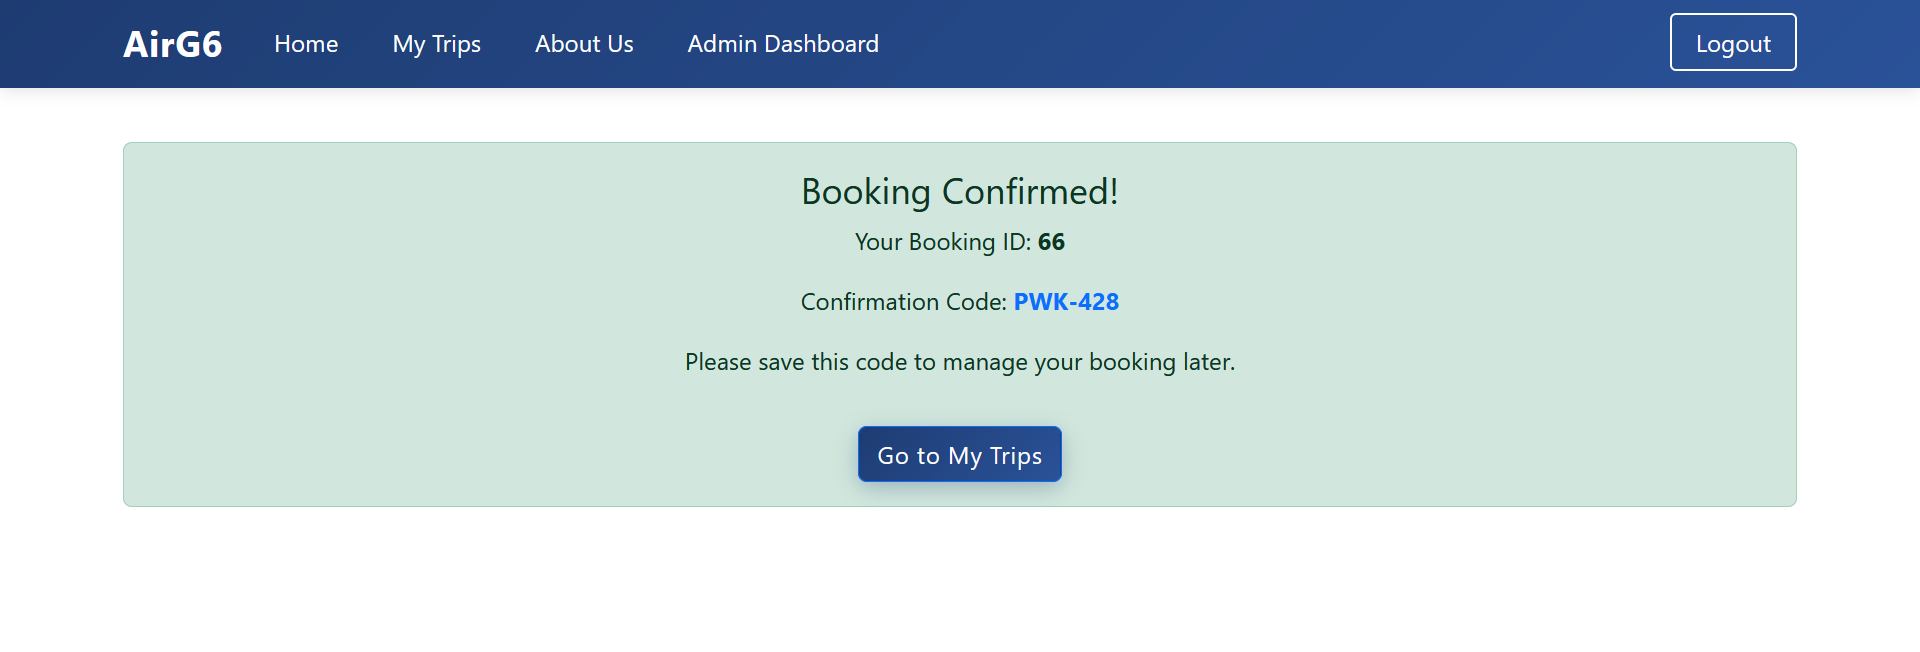 AirG6 Home My Trips About Us Admin Dashboard Logout
Booking Confirmed!
Your Booking ID: 66
Confirmation Code: PWK-428
Please save this code to manage your booking later.
Go to My Trips